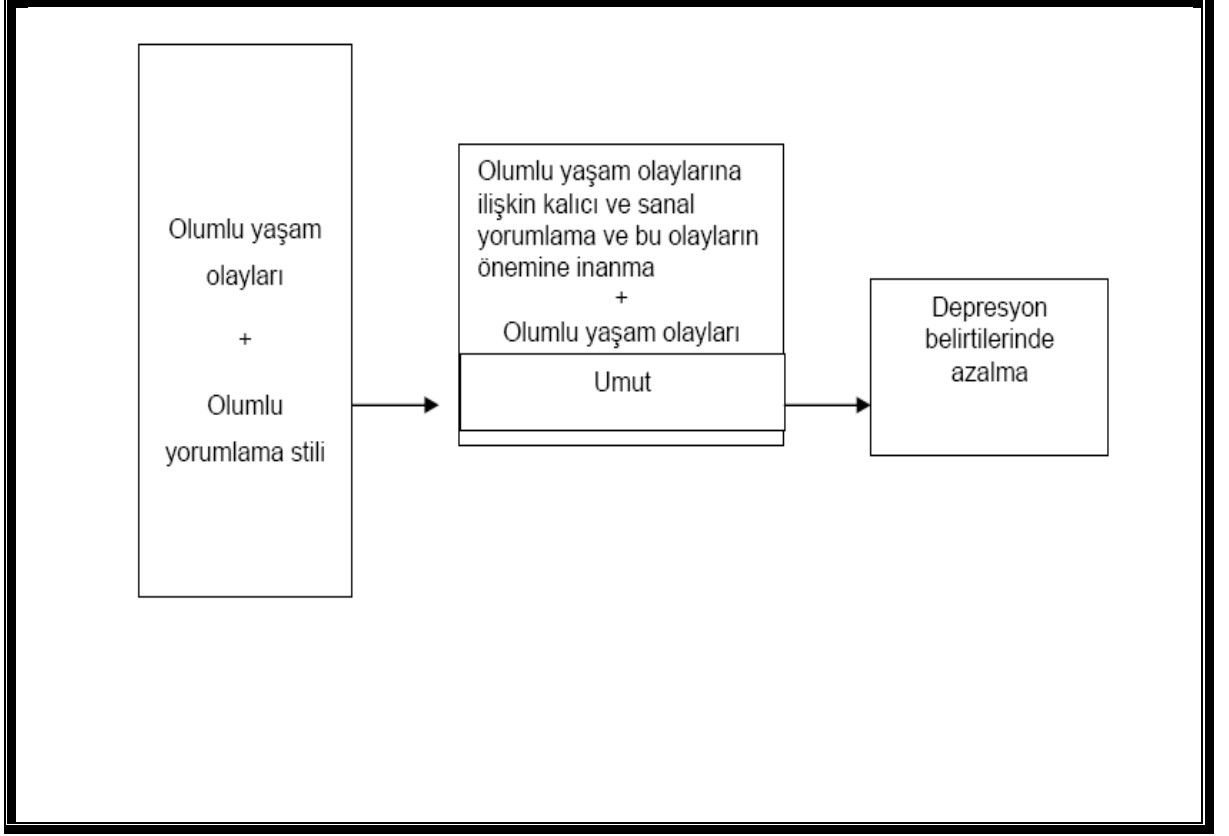 Olumlu yaşam
olayları
+
Olumlu
yorumlama stili
Olumlu yaşam olaylarına
ilişkin kalıcı ve sanal
yorumlama ve bu olayların
önemine inanma
+
Olumlu yaşam olayları
Umut
Depresyon
belirtilerinde
azalma